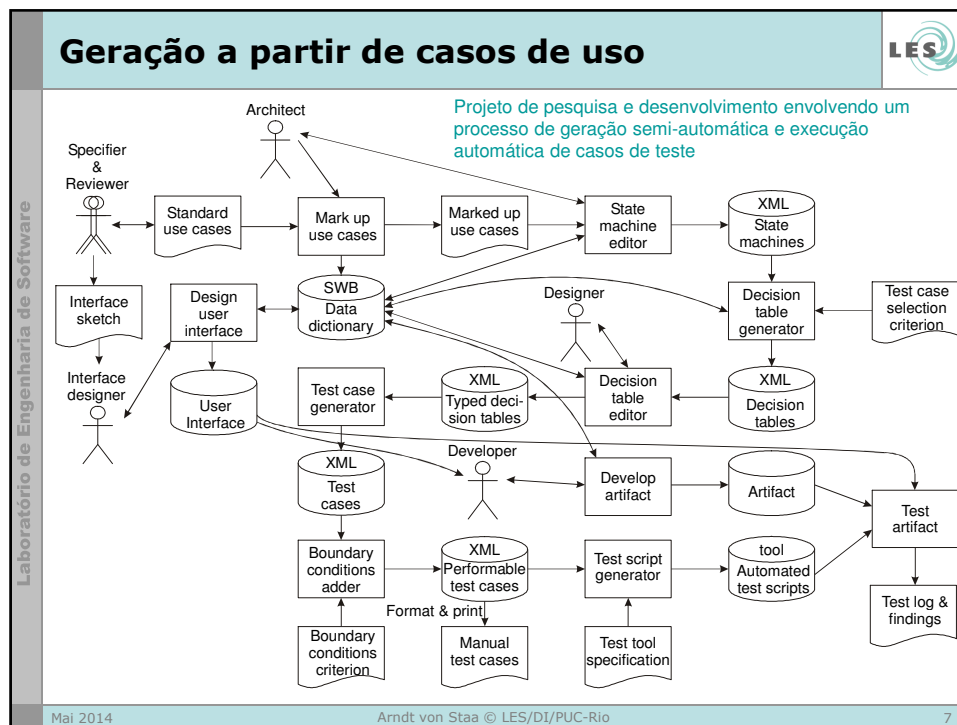 Geração a partir de casos de uso
LES
Laboratório de Engenharia de Software
Projeto de pesquisa e desenvolvimento envolvendo um
processo de geração semi-automática e execução
automática de casos de teste
Architect
Specifier
&
Reviewer
Standard
use cases
Mark up
use cases
Marked up
use cases
State
machine
editor
XML
State
machines
Interface
sketch
Design
user
interface
SWB
Data
dictionary
Designer
Decision
table
generator
Test case
selection
criterion
Interface
designer
User
Interface
Test case
generator
XML
Typed deci-
sion tables
Decision
table
editor
XML
Decision
tables
XML
Test
cases
Developer
Develop
artifact
Artifact
Test
artifact
Boundary
conditions
adder
XML
Performable
test cases
Test script
generator
tool
Automated
test scripts
Format & print
Test log &
findings
Boundary
conditions
criterion
Manual
test cases
Test tool
specification
Mai 2014
Arndt von Staa © LES/DI/PUC-Rio
7